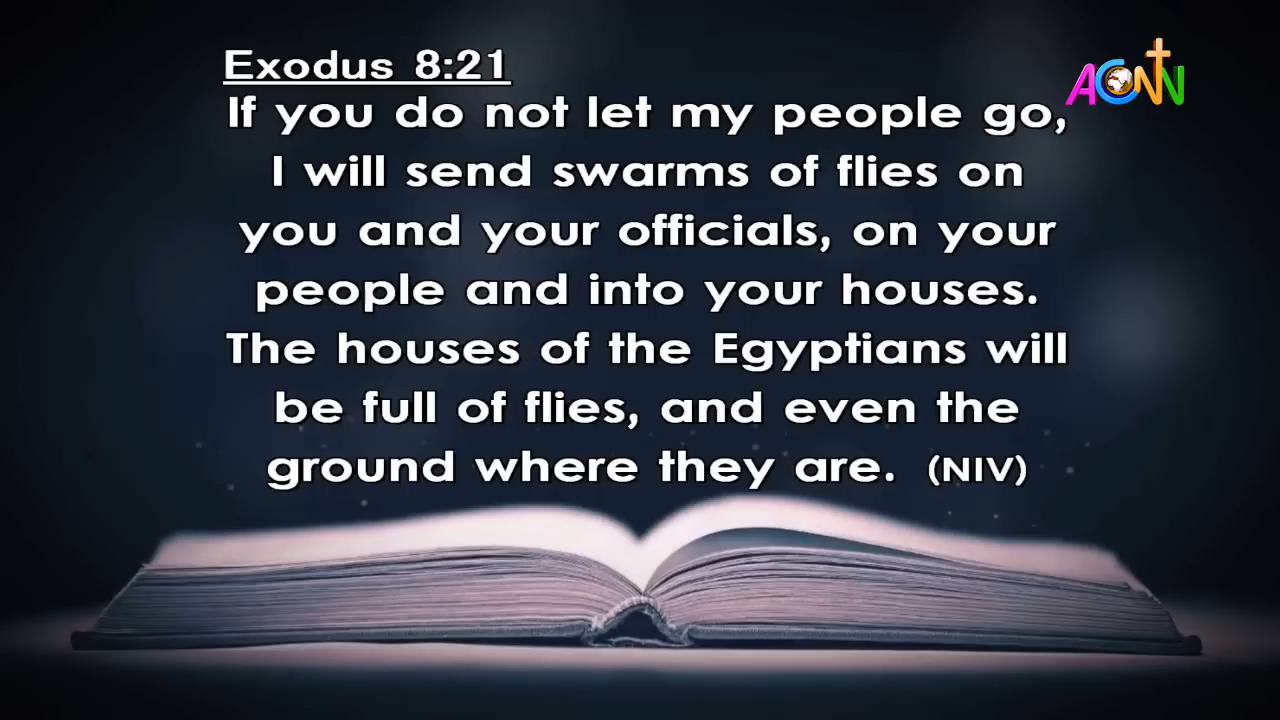 Exodus 8:21
If you do not let my people go,
I will send swarms of flies on
you and your officials, on your
people and into your houses.
The houses of the Egyptians will
be full of flies, and even the
ground where they are. (NIV)
ACNN